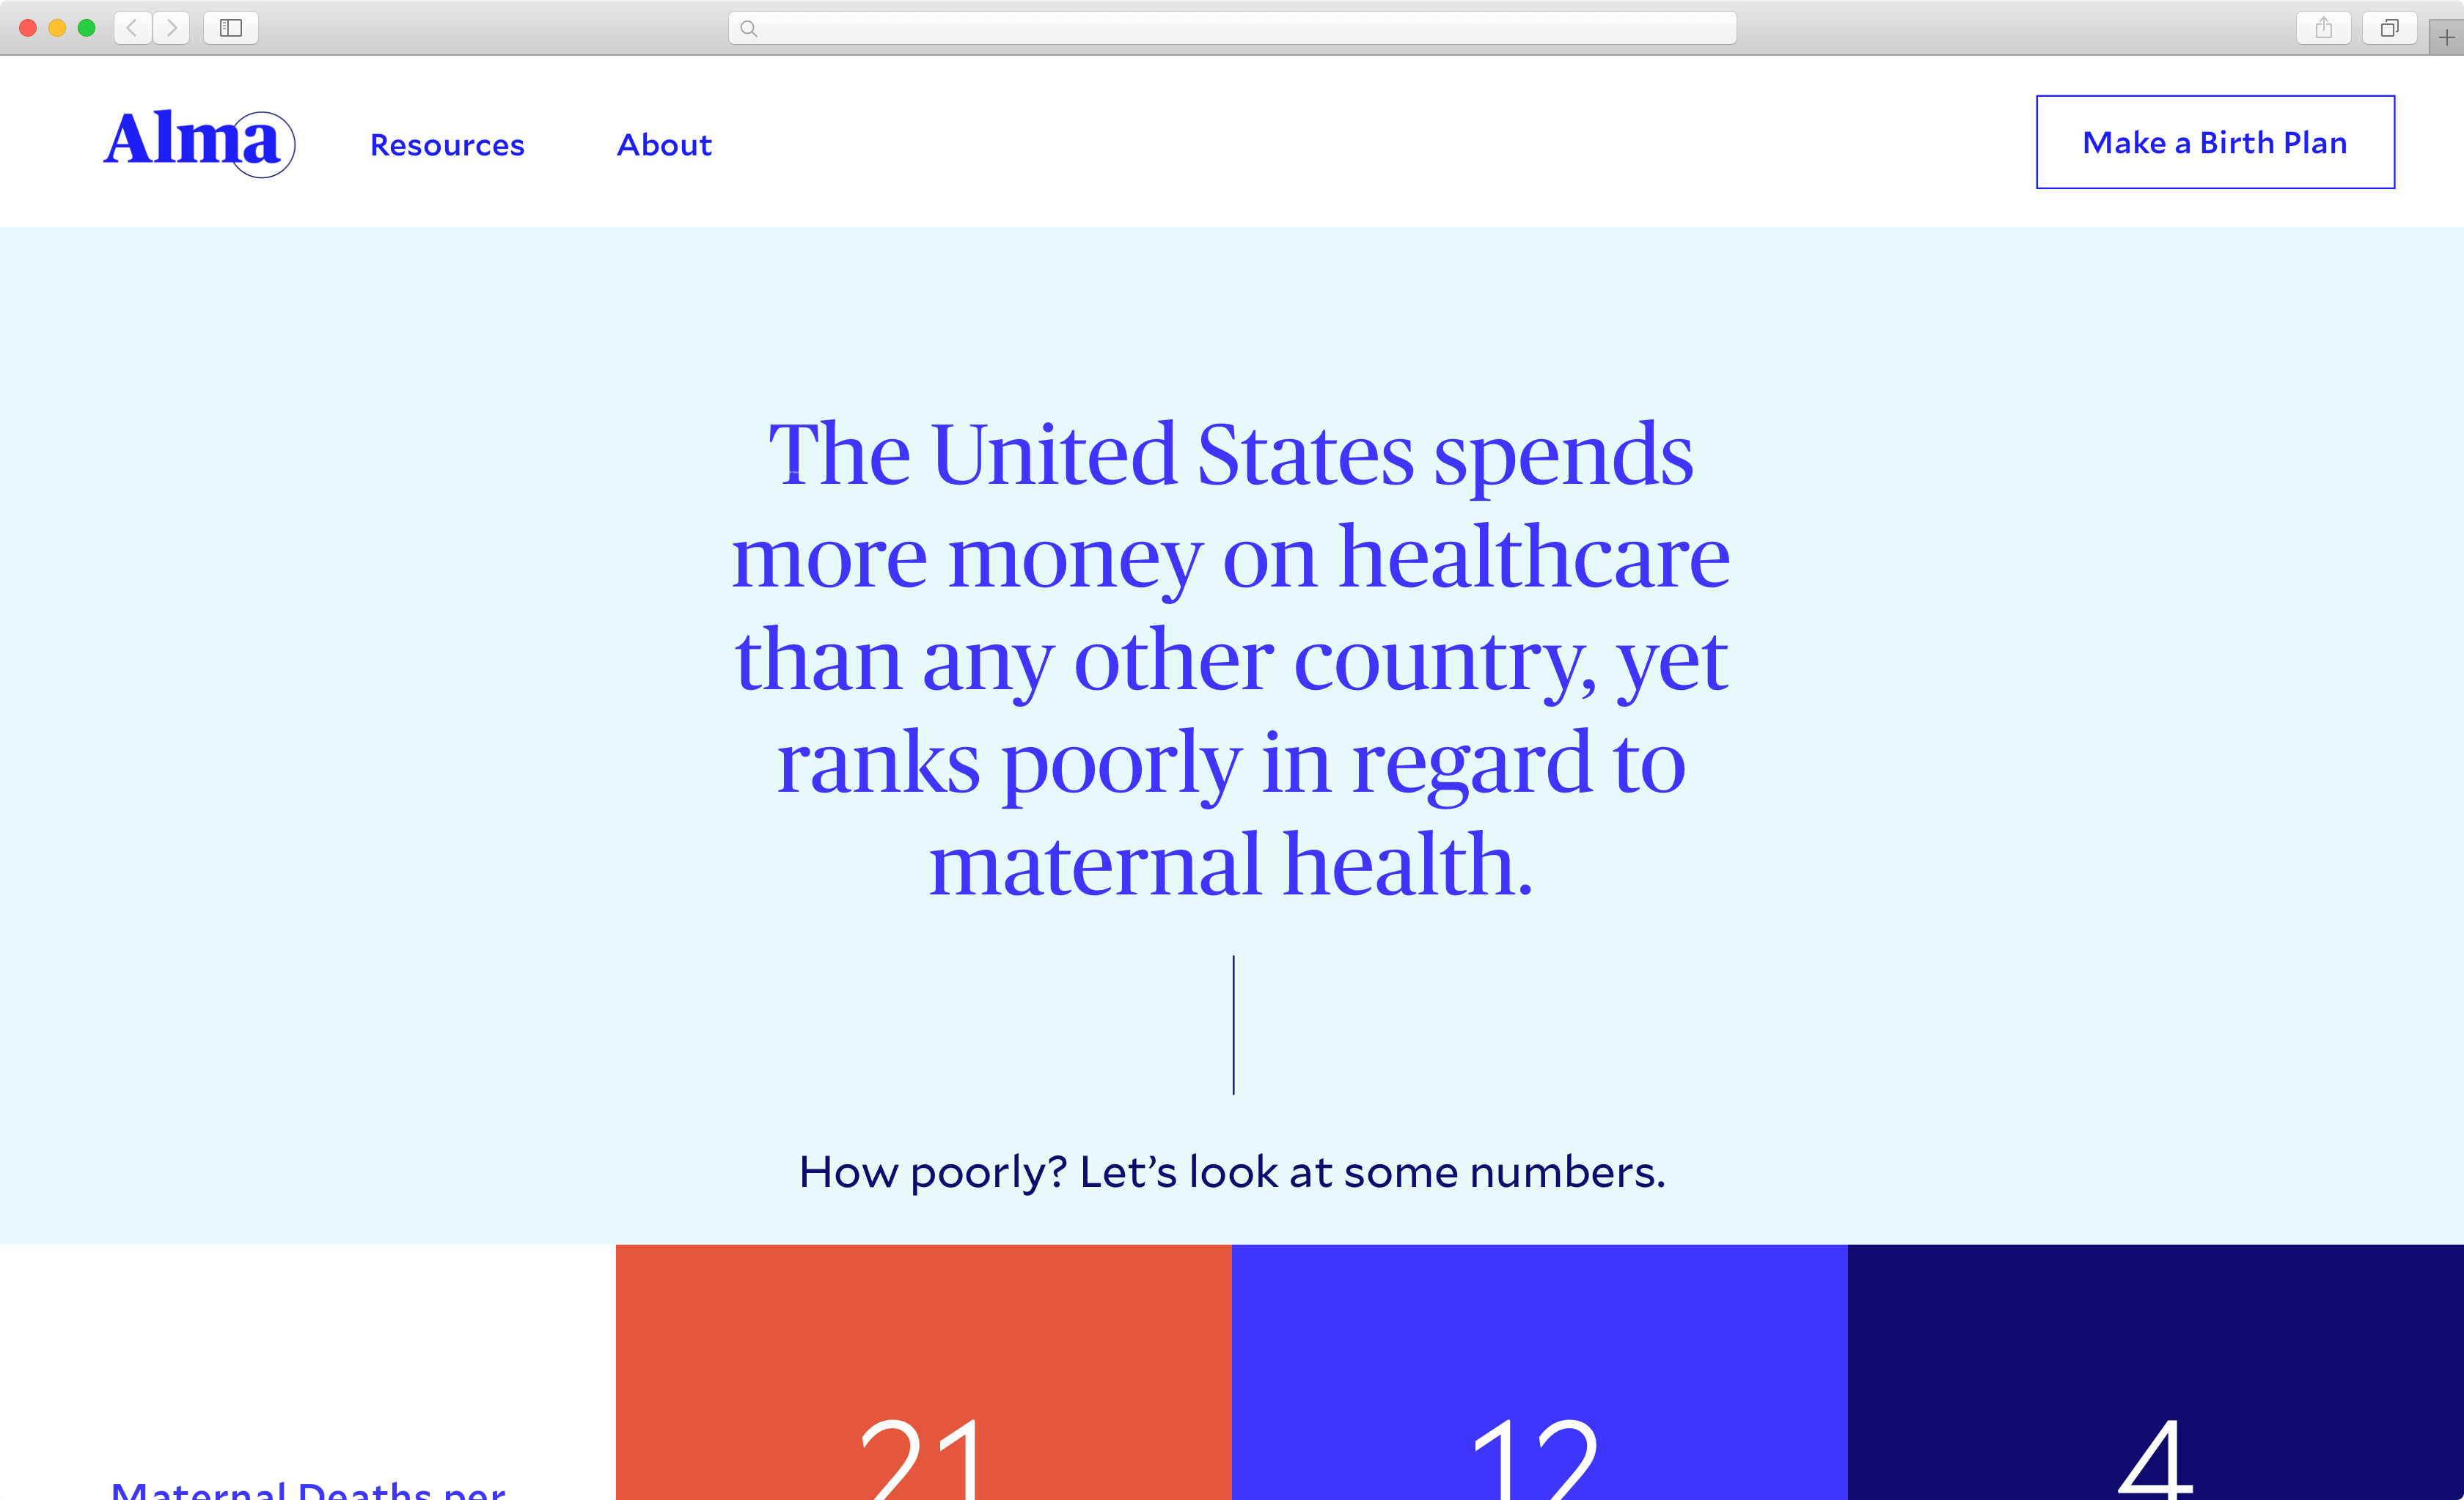 Alma
Resources
About
Make a Birth Plan
The United States spends
more money on healthcare
than any other country, yet
ranks poorly in regard to
maternal health.
How poorly? Let’s look at some numbers.
21
12
4
Maternal Deaths per